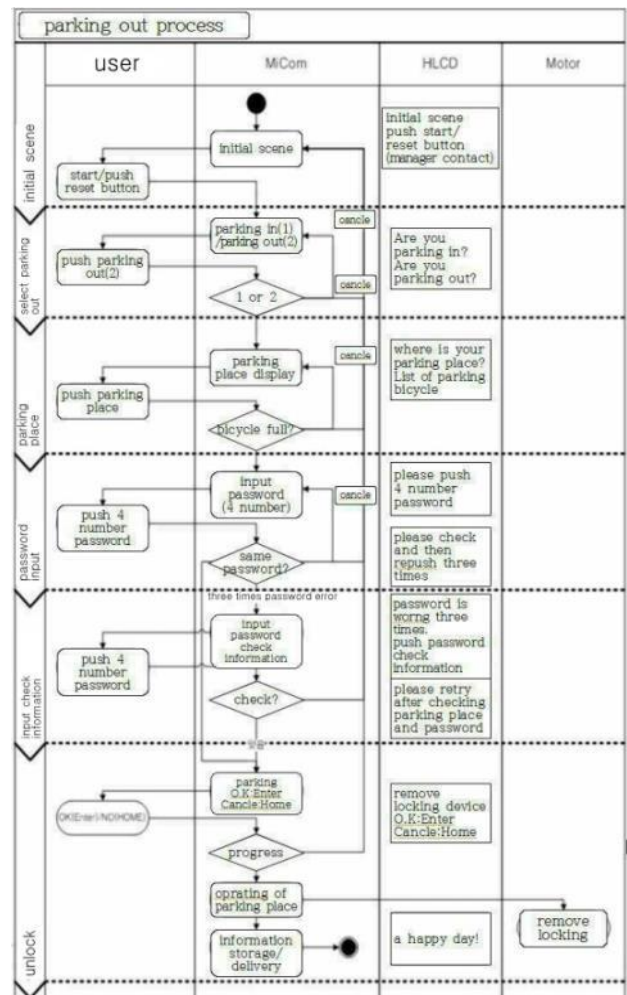 parking out process
user
MiCom
HLCD
Motor
initial scene
initial scene
start/push
reset button
initial scene
push start/
reset button
(manager contact)
select parking
out
parking in(1)
/parking out(2)
push parking
out(2)
1 or 2
cancle
cancle
Are you
parking in?
Are you
parking out?
parking
place
parking
place display
push parking
place
bicycle full?
cancle
where is your
parking place?
List of parking
bicycle
password
input
input
password
(4 number)
push 4
number
password
same
password?
cancle
please push
4 number
password
please check
and then
repush three
times
three times password error
input check
information
input
password
check
information
push 4
number
password
check?
password is
worng three
times.
push password
check
information
please retry
after checking
parking place
and password
unlock
parking
O.K:Enter
Cancle:Home
OK(Enter)/NO(HOME)
progress
remove
locking device
O.K:Enter
Cancle:Home
oprating of
parking place
remove
locking
information
storage/
delivery
a happy day!